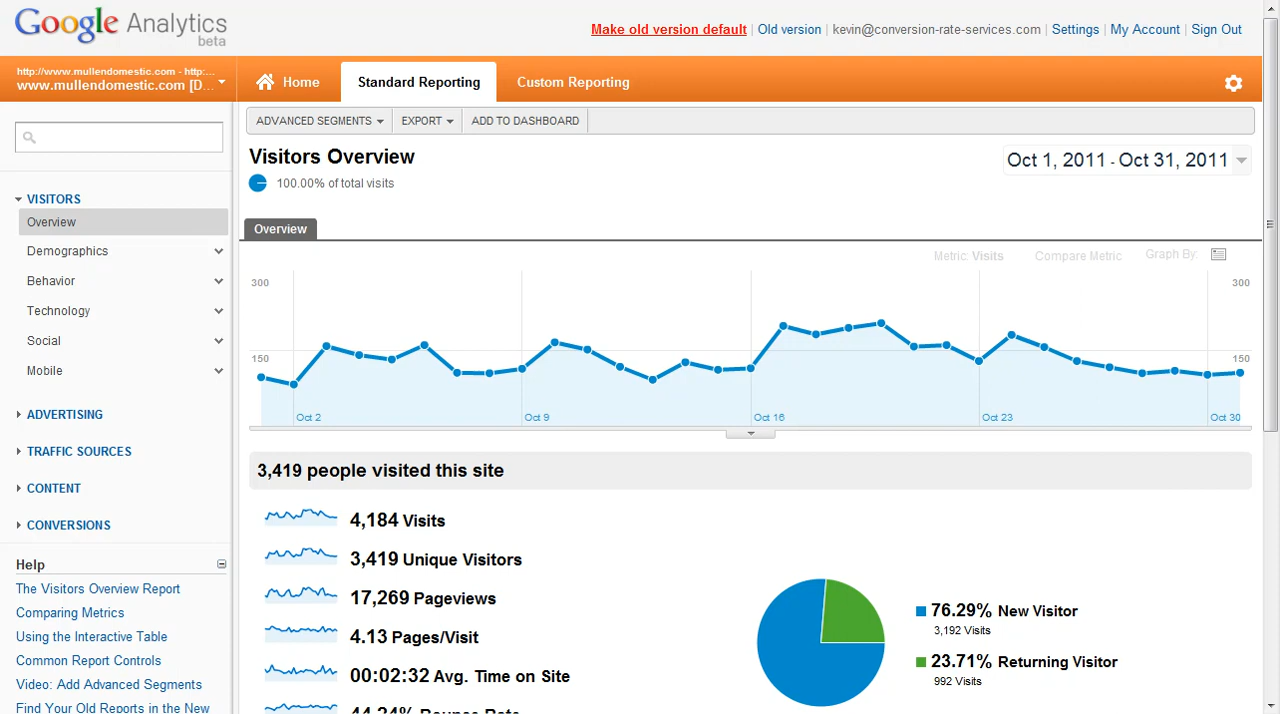 Google Analytics
beta
Make old version default | Old version | kevin@conversion-rate-services.com | Settings | My Account | Sign Out
http://www.mullendomestic.com - http:...
www.mullendomestic.com [D...
Home
Standard Reporting
Custom Reporting
ADVANCED SEGMENTS
EXPORT
ADD TO DASHBOARD
Visitors Overview
Oct 1, 2011 - Oct 31, 2011
100.00% of total visits
VISITORS
Overview
Demographics
Behavior
Technology
Social
Mobile
ADVERTISING
TRAFFIC SOURCES
CONTENT
CONVERSIONS
Help
The Visitors Overview Report
Comparing Metrics
Using the Interactive Table
Common Report Controls
Video: Add Advanced Segments
Find Your Old Reports in the New
Overview
Metric: Visits
Compare Metric
Graph By:
300
300
150
150
Oct 2
Oct 9
Oct 16
Oct 23
Oct 30
3,419 people visited this site
4,184 Visits
3,419 Unique Visitors
17,269 Pageviews
4.13 Pages/Visit
00:02:32 Avg. Time on Site
44.24% Bounce Rate
76.29% New Visitor
3,192 Visits
23.71% Returning Visitor
992 Visits